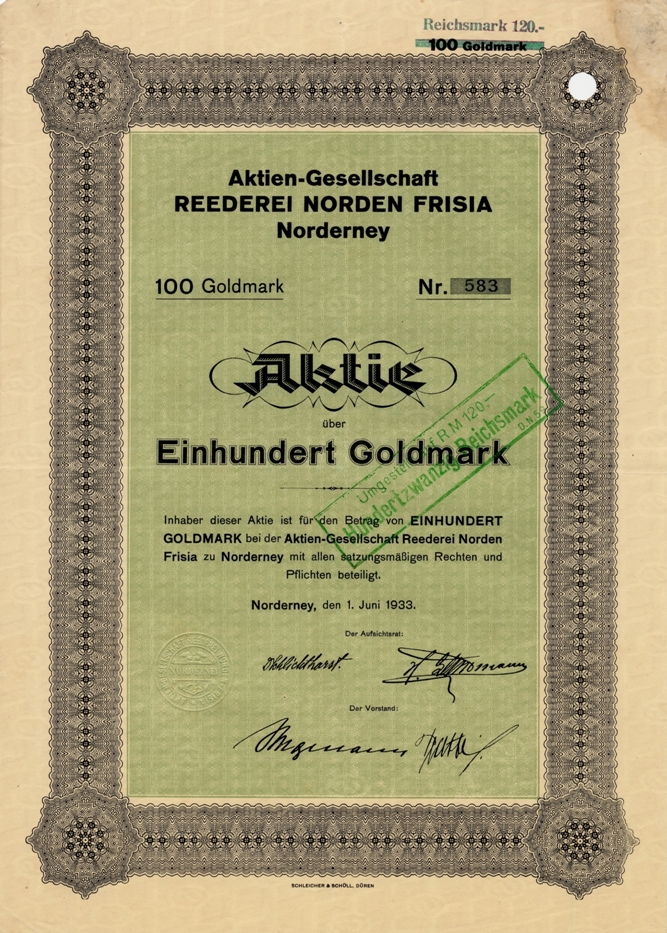 Reichsmark 120.-
100 Goldmark
Aktien-Gesellschaft
REEDEREI NORDEN FRISIA
Norderney
100 Goldmark
Nr. 583
Aktie
über
Einhundert Goldmark
Umgestellt auf RM 120.-
Hundertzwanzig Reichsmark
Inhaber dieser Aktie ist für den Betrag von EINHUNDERT
GOLDMARK bei der Aktien-Gesellschaft Reederei Norden
Frisia zu Norderney mit allen satzungsmäßigen Rechten und
Pflichten beteiligt.
Norderney, den 1. Juni 1933.
Der Aufsichtsrat:
Der Vorstand:
SCHLEICHER & SCHÜLL, DÜREN